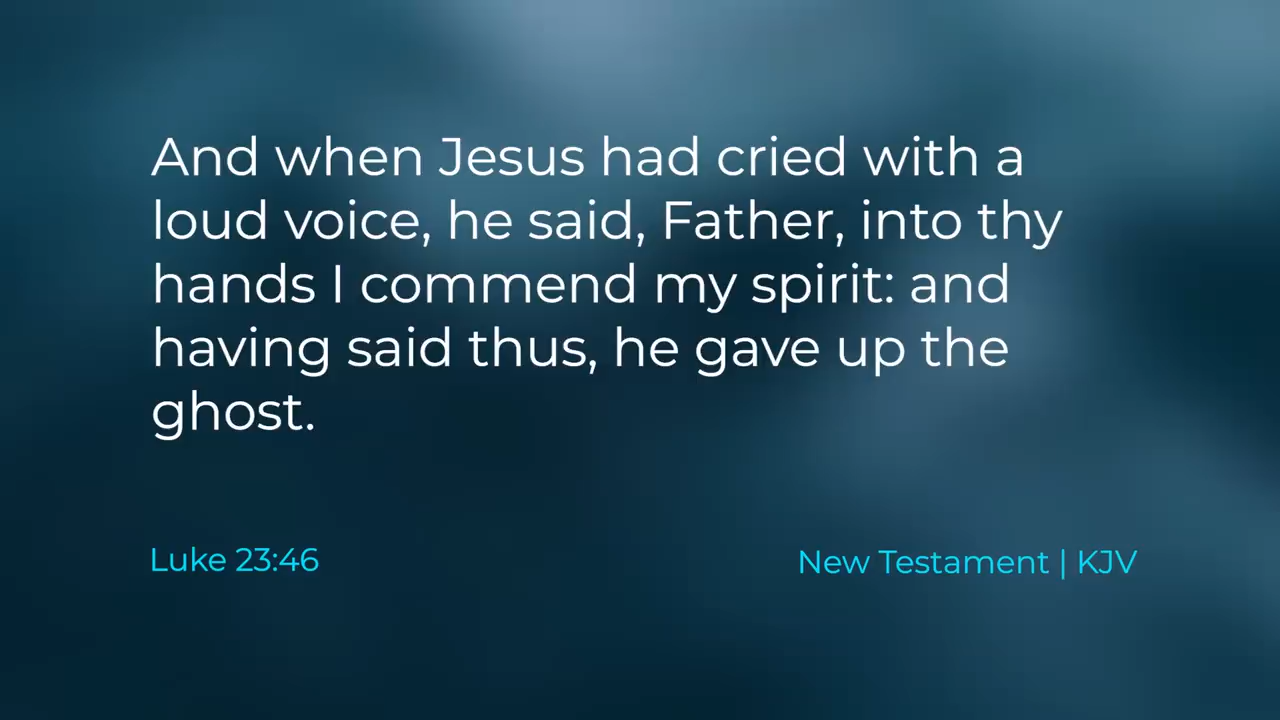 And when Jesus had cried with a
loud voice, he said, Father, into thy
hands I commend my spirit: and
having said thus, he gave up the
ghost.
Luke 23:46
New Testament | KJV